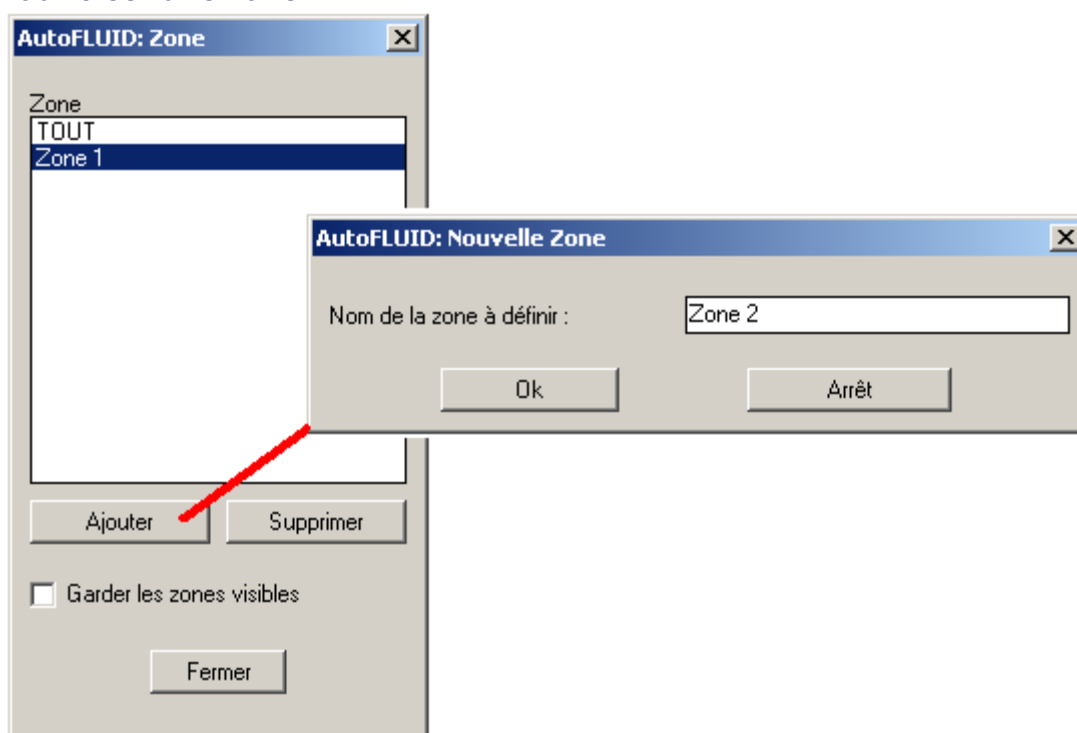 AutoFLUID: Zone
Zone
TOUT
Zone 1
AutoFLUID: Nouvelle Zone
Nom de la zone à définir :
Zone 2
Ok
Arrêt
Ajouter
Supprimer
Garder les zones visibles
Fermer